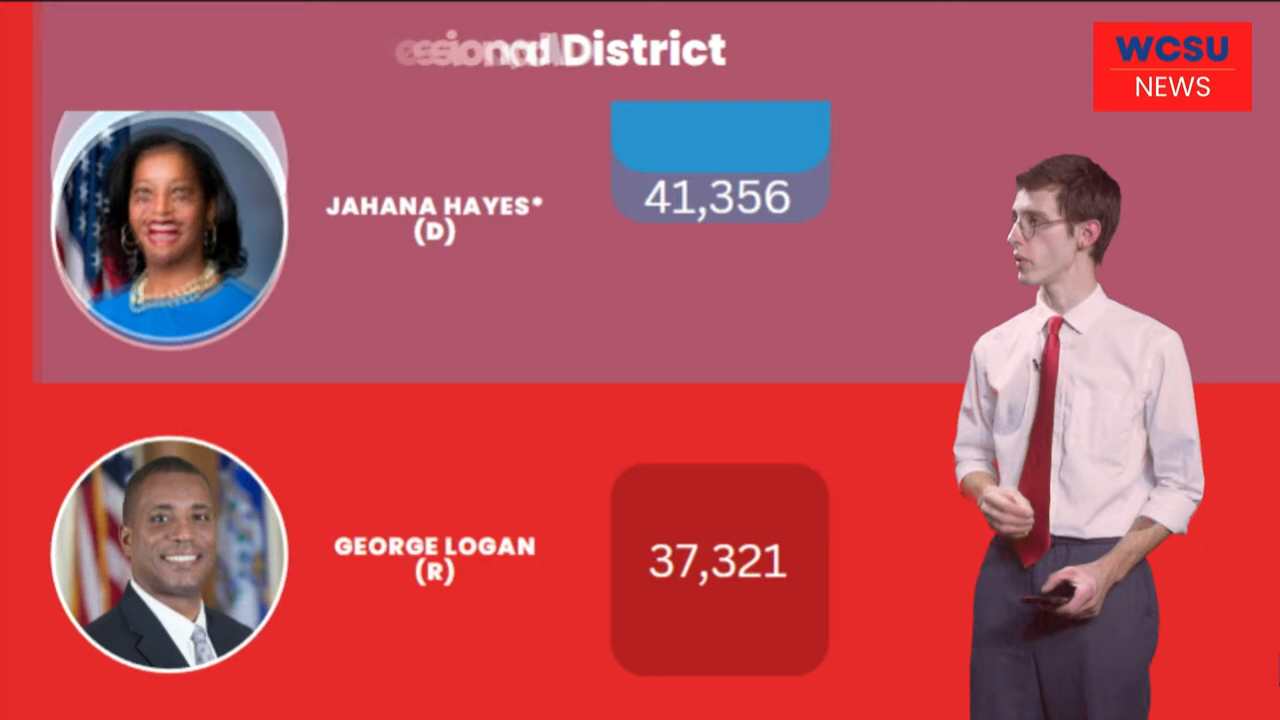 District
WCSU
NEWS
JAHANA HAYES*
(D)
41,356
GEORGE LOGAN
(R)
37,321